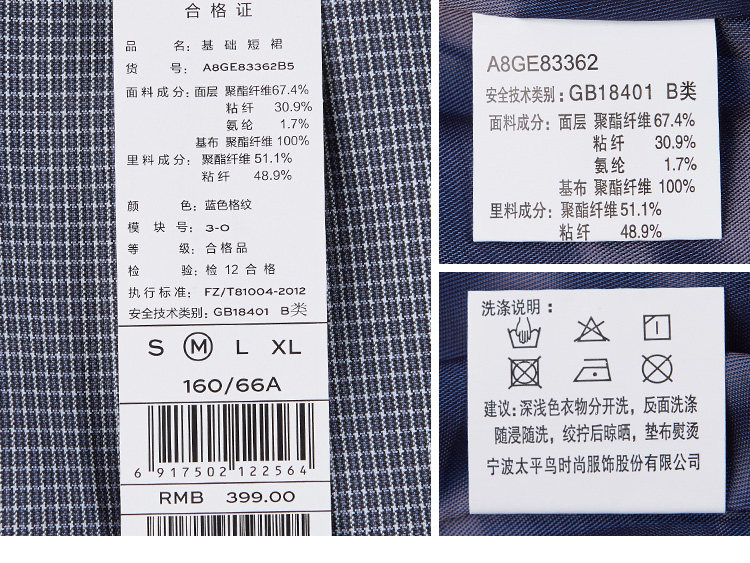 合格证
品 名: 基础短裙
货 号: A8GE83362B5
面料成分: 面层 聚酯纤维67.4%
粘纤 30.9%
氨纶 1.7%
基布 聚酯纤维 100%
里料成分: 聚酯纤维 51.1%
粘纤 48.9%
颜 色: 蓝色格纹
模 块 号: 3-0
等 级: 合格品
检 验: 检 12 合格
执行标准: FZ/T81004-2012
安全技术类别: GB18401 B类
S M L XL
160/66A
6 917502 122564
RMB 399.00
A8GE83362
安全技术类别: GB18401 B类
面料成分: 面层 聚酯纤维 67.4%
粘纤 30.9%
氨纶 1.7%
基布 聚酯纤维 100%
里料成分: 聚酯纤维51.1%
粘纤 48.9%
洗涤说明:
建议: 深浅色衣物分开洗, 反面洗涤
随浸随洗, 绞拧后晾晒, 垫布熨烫
宁波太平鸟时尚服饰股份有限公司